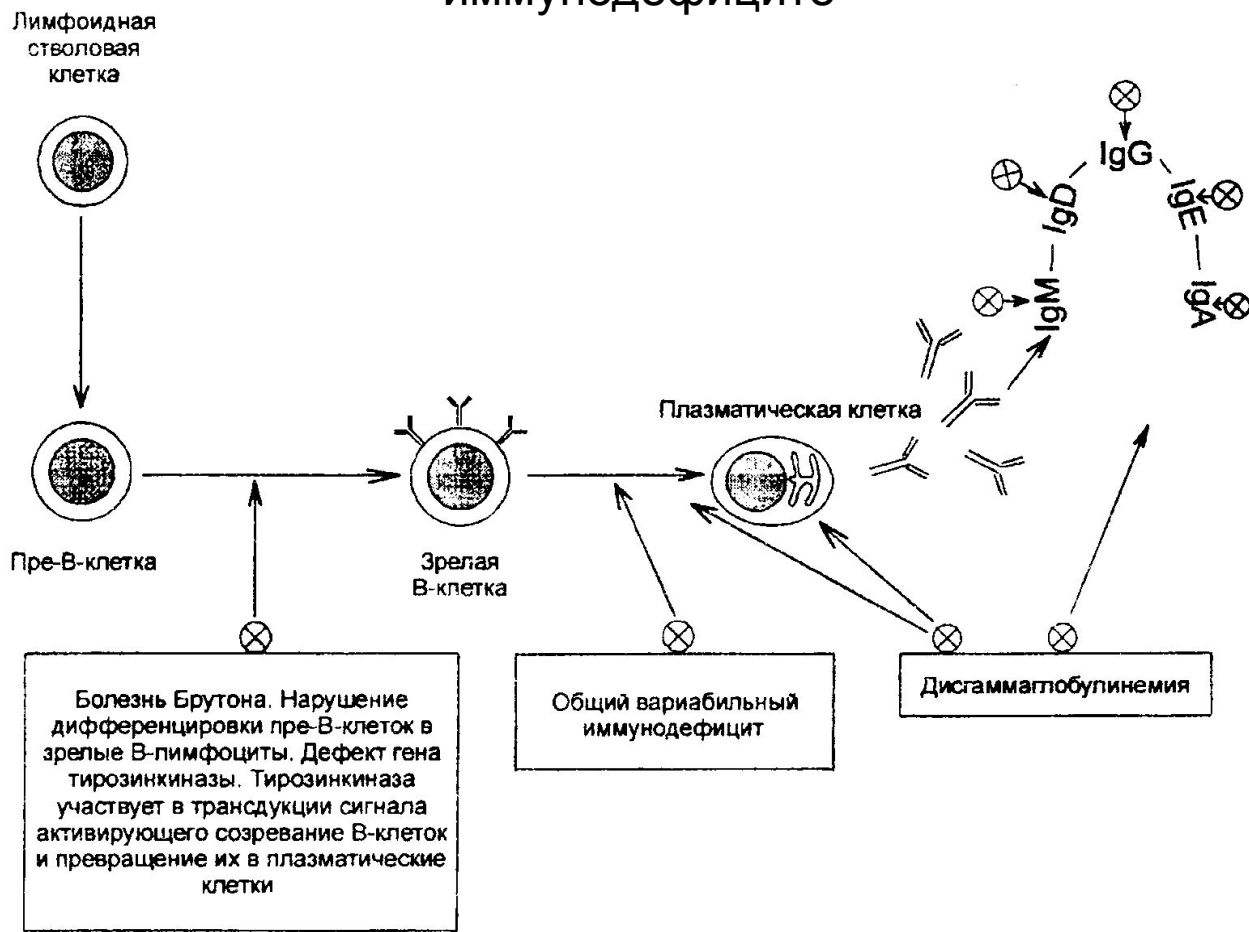 иммунодефиците
Лимфоидная
стволовая
клетка
IgG
IgD
IgE
IgM
IgA
Плазматическая клетка
Пре-В-клетка
Зрелая
В-клетка
Болезнь Брутона. Нарушение
дифференцировки пре-В-клеток в
зрелые В-лимфоциты. Дефект гена
тирозинкиназы. Тирозинкиназа
участвует в трансдукции сигнала
активирующего созревание В-клеток
и превращение их в плазматические
клетки
Общий вариабильный
иммунодефицит
Дисгаммаглобулинемия